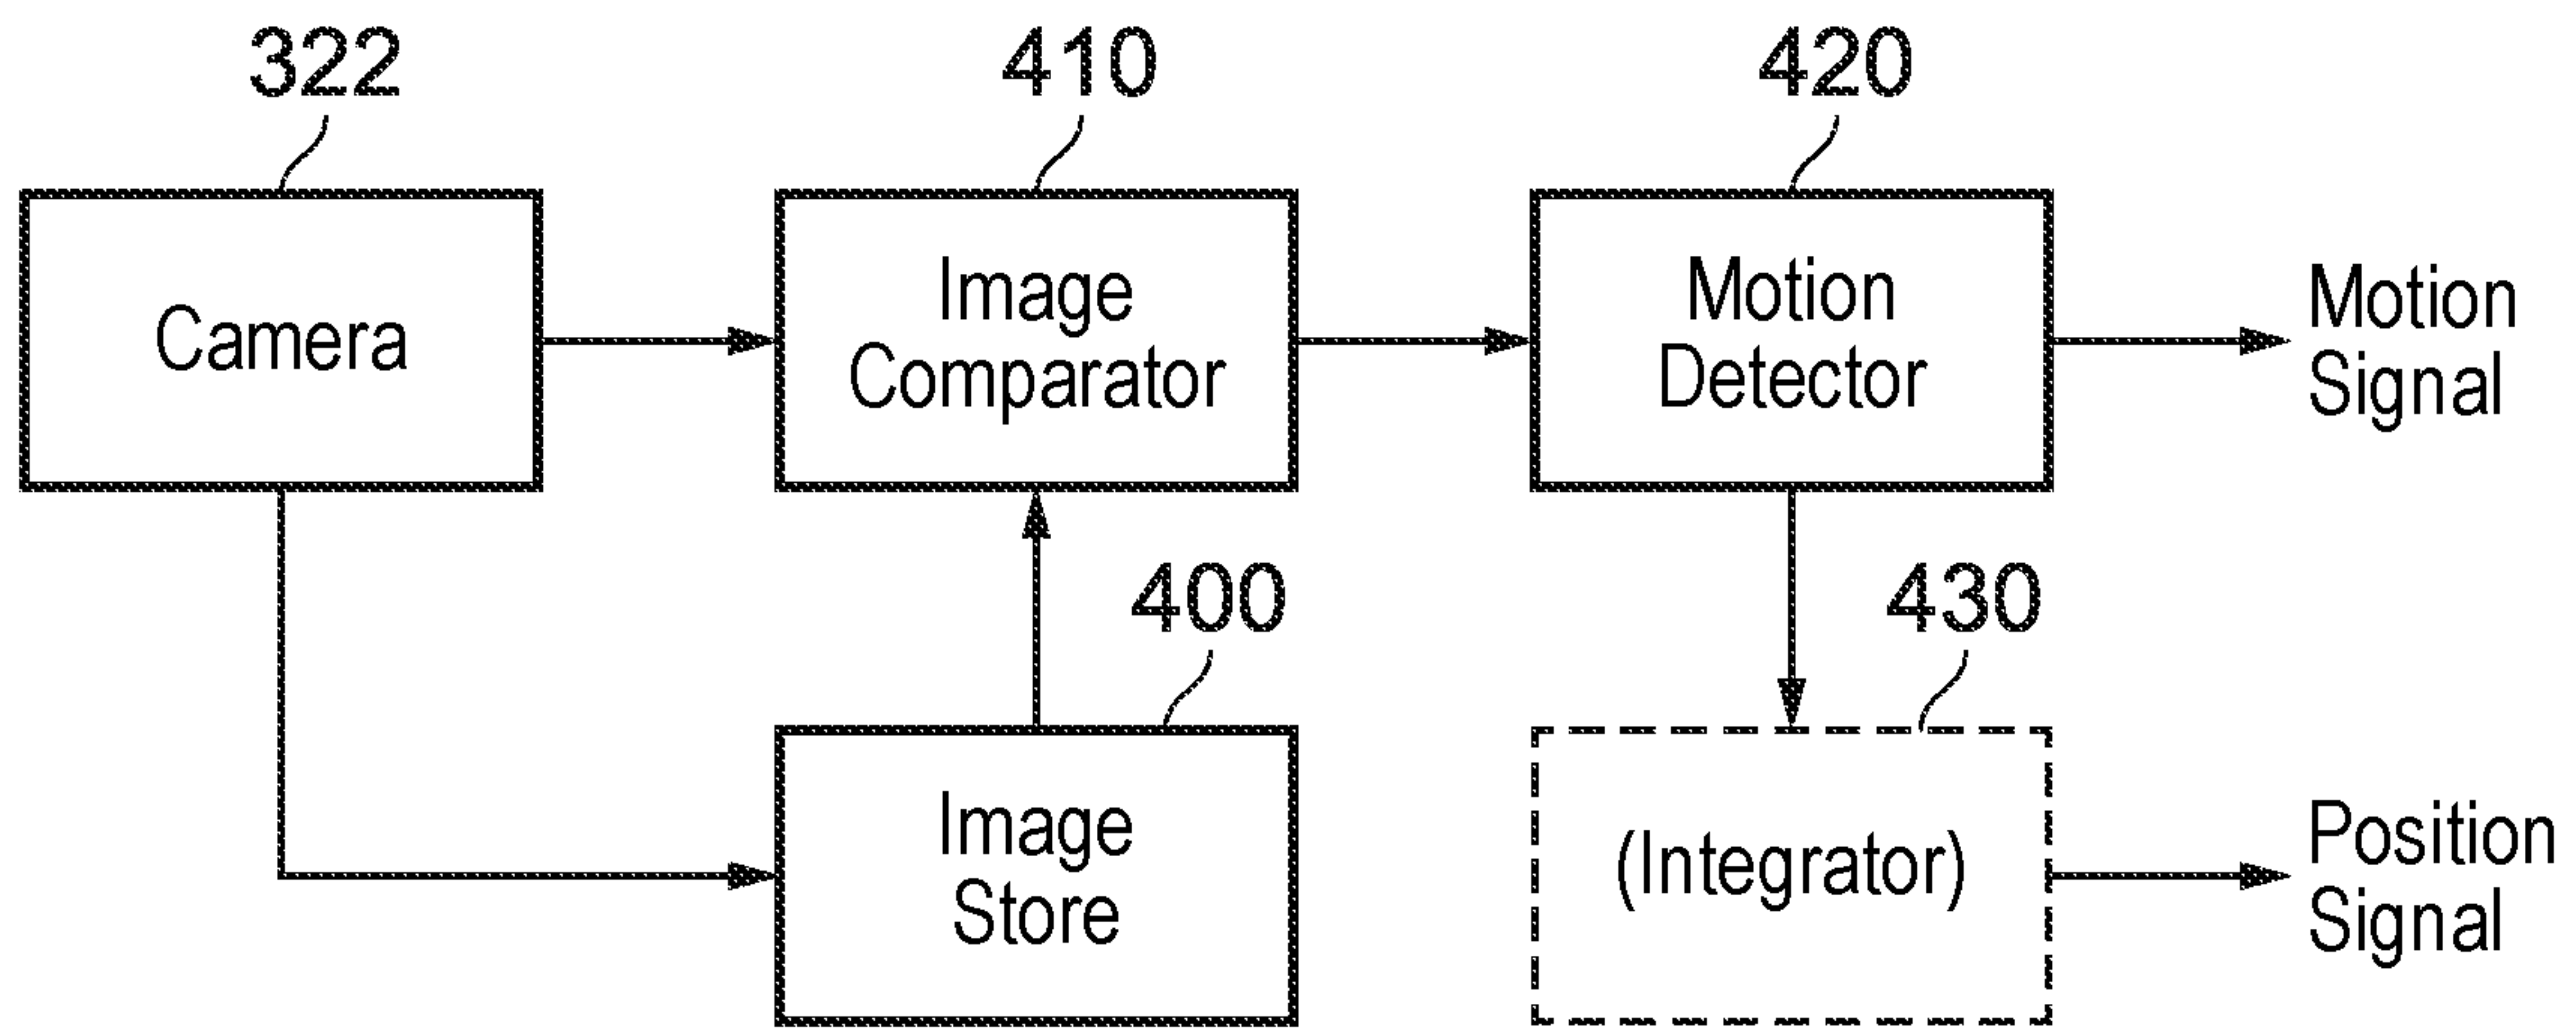 322
410
420
Camera
Image
Comparator
Motion
Detector
Motion
Signal
400
430
Image
Store
(Integrator)
Position
Signal